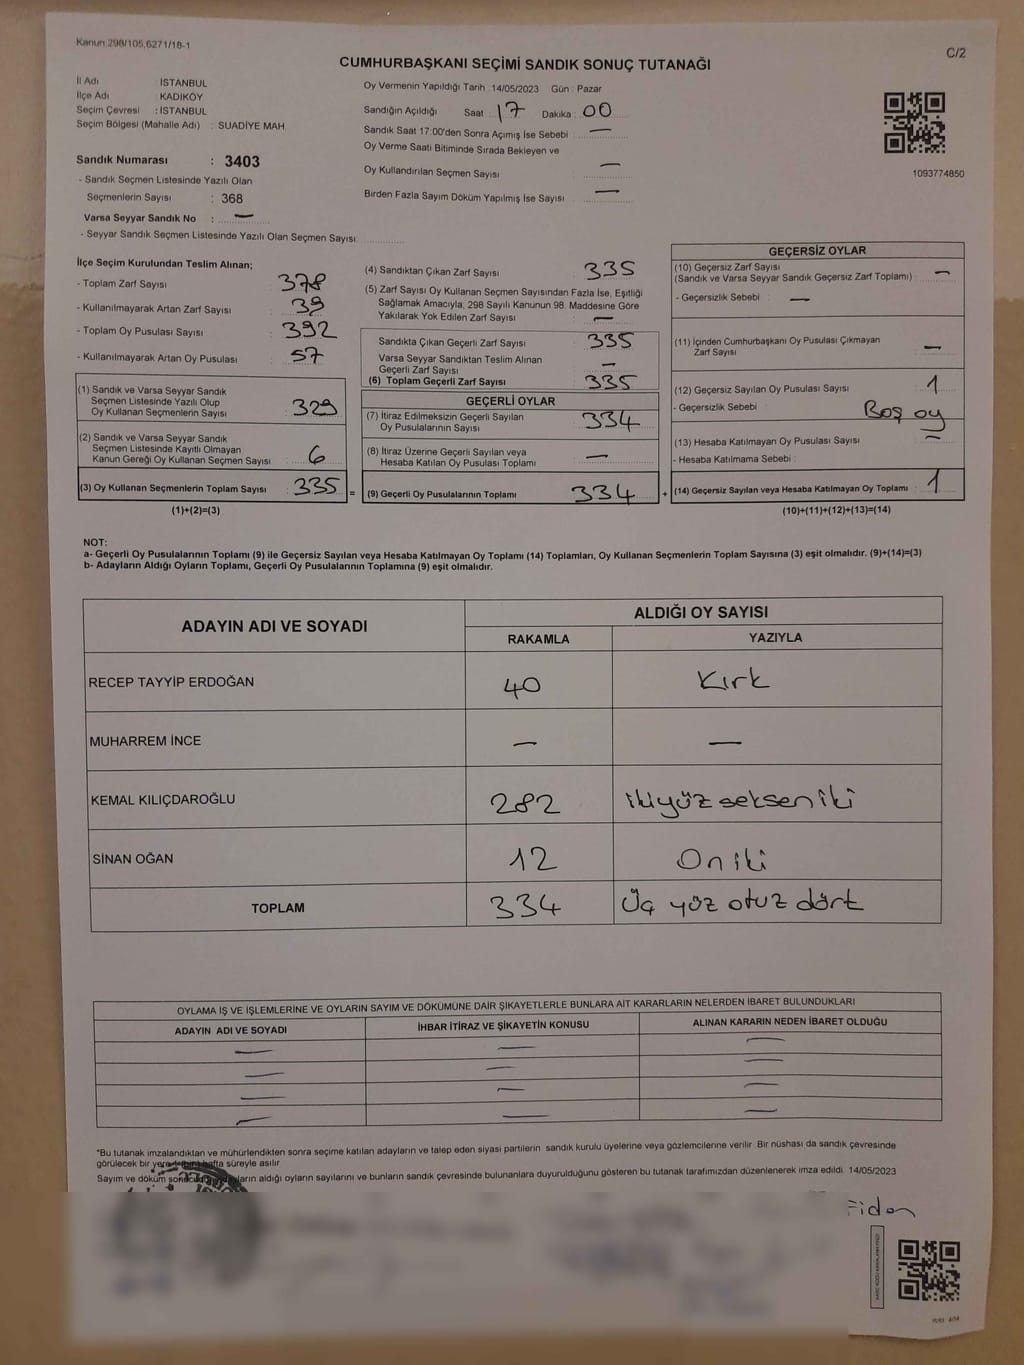 Kanun 298/105,6271/18-1
C/2
CUMHURBAŞKANI SEÇİMİ SANDIK SONUÇ TUTANAĞI
İl Adı : İSTANBUL
İlçe Adı : KADIKÖY
Seçim Çevresi : İSTANBUL
Seçim Bölgesi (Mahalle Adı) : SUADİYE MAH.
Sandık Numarası : 3403
- Sandık Seçmen Listesinde Yazılı Olan
Seçmenlerin Sayısı : 368
Varsa Seyyar Sandık No : —
- Seyyar Sandık Seçmen Listesinde Yazılı Olan Seçmen Sayısı:
Oy Vermenin Yapıldığı Tarih : 14/05/2023 Gün : Pazar
Sandığın Açıldığı Saat : 17 Dakika : 00
Sandık Saat 17:00'den Sonra Açımış İse Sebebi : —
Oy Verme Saati Bitiminde Sırada Bekleyen ve
Oy Kullandırılan Seçmen Sayısı : —
Birden Fazla Sayım Döküm Yapılmış İse Sayısı : —
1093774850
İlçe Seçim Kurulundan Teslim Alınan;
- Toplam Zarf Sayısı : 378
- Kullanılmayarak Artan Zarf Sayısı : 39
- Toplam Oy Pusulası Sayısı : 392
- Kullanılmayarak Artan Oy Pusulası : 57
(1) Sandık ve Varsa Seyyar Sandık
Seçmen Listesinde Yazılı Olup
Oy Kullanan Seçmenlerin Sayısı : 329
(2) Sandık ve Varsa Seyyar Sandık
Seçmen Listesinde Kayıtlı Olmayan
Kanun Gereği Oy Kullanan Seçmen Sayısı : 6
(3) Oy Kullanan Seçmenlerin Toplam Sayısı : 335 =
(1)+(2)=(3)
(4) Sandıktan Çıkan Zarf Sayısı : 335
(5) Zarf Sayısı Oy Kullanan Seçmen Sayısından Fazla İse, Eşitliği
Sağlamak Amacıyla, 298 Sayılı Kanunun 98. Maddesine Göre
Yakılarak Yok Edilen Zarf Sayısı : —
Sandıkta Çıkan Geçerli Zarf Sayısı : 335
Varsa Seyyar Sandıktan Teslim Alınan
Geçerli Zarf Sayısı : —
(6) Toplam Geçerli Zarf Sayısı : 335
GEÇERLİ OYLAR
(7) İtiraz Edilmeksizin Geçerli Sayılan
Oy Pusulalarının Sayısı : 334
(8) İtiraz Üzerine Geçerli Sayılan veya
Hesaba Katılan Oy Pusulası Toplamı : —
(9) Geçerli Oy Pusulalarının Toplamı : 334 +
GEÇERSİZ OYLAR
(10) Geçersiz Zarf Sayısı
(Sandık ve Varsa Seyyar Sandık Geçersiz Zarf Toplamı) : —
- Geçersizlik Sebebi : —
(11) İçinden Cumhurbaşkanı Oy Pusulası Çıkmayan
Zarf Sayısı : —
(12) Geçersiz Sayılan Oy Pusulası Sayısı : 1
- Geçersizlik Sebebi : Boş oy
(13) Hesaba Katılmayan Oy Pusulası Sayısı : —
- Hesaba Katılmama Sebebi :
(14) Geçersiz Sayılan veya Hesaba Katılmayan Oy Toplamı : 1
(10)+(11)+(12)+(13)=(14)
NOT:
a- Geçerli Oy Pusulalarının Toplamı (9) ile Geçersiz Sayılan veya Hesaba Katılmayan Oy Toplamı (14) Toplamları, Oy Kullanan Seçmenlerin Toplam Sayısına (3) eşit olmalıdır. (9)+(14)=(3)
b- Adayların Aldığı Oyların Toplamı, Geçerli Oy Pusulalarının Toplamına (9) eşit olmalıdır.
ADAYIN ADI VE SOYADI ALDIĞI OY SAYISI
RAKAMLA YAZIYLA
RECEP TAYYİP ERDOĞAN 40 Kırk
MUHARREM İNCE — —
KEMAL KILIÇDAROĞLU 282 ikiyüz seksen iki
SİNAN OĞAN 12 On iki
TOPLAM 334 Üç yüz otuz dört
OYLAMA İŞ VE İŞLEMLERİNE VE OYLARIN SAYIM VE DÖKÜMÜNE DAİR ŞİKAYETLERLE BUNLARA AİT KARARLARIN NELERDEN İBARET BULUNDUKLARI
ADAYIN ADI VE SOYADI İHBAR İTİRAZ VE ŞİKAYETİN KONUSU ALINAN KARARIN NEDEN İBARET OLDUĞU
— — —
— — —
— — —
— — —
*Bu tutanak imzalandıktan ve mühürlendikten sonra seçime katılan adayların ve talep eden siyasi partilerin sandık kurulu üyelerine veya gözlemcilerine verilir. Bir nüshası da sandık çevresinde
görülecek bir yere bir hafta süreyle asılır
Sayım ve döküm aldığı oyların sayılarını ve bunların sandık çevresinde bulunanlara duyurulduğunu gösteren bu tutanak tarafımızdan düzenlenerek imza edildi. 14/05/2023
Fidan